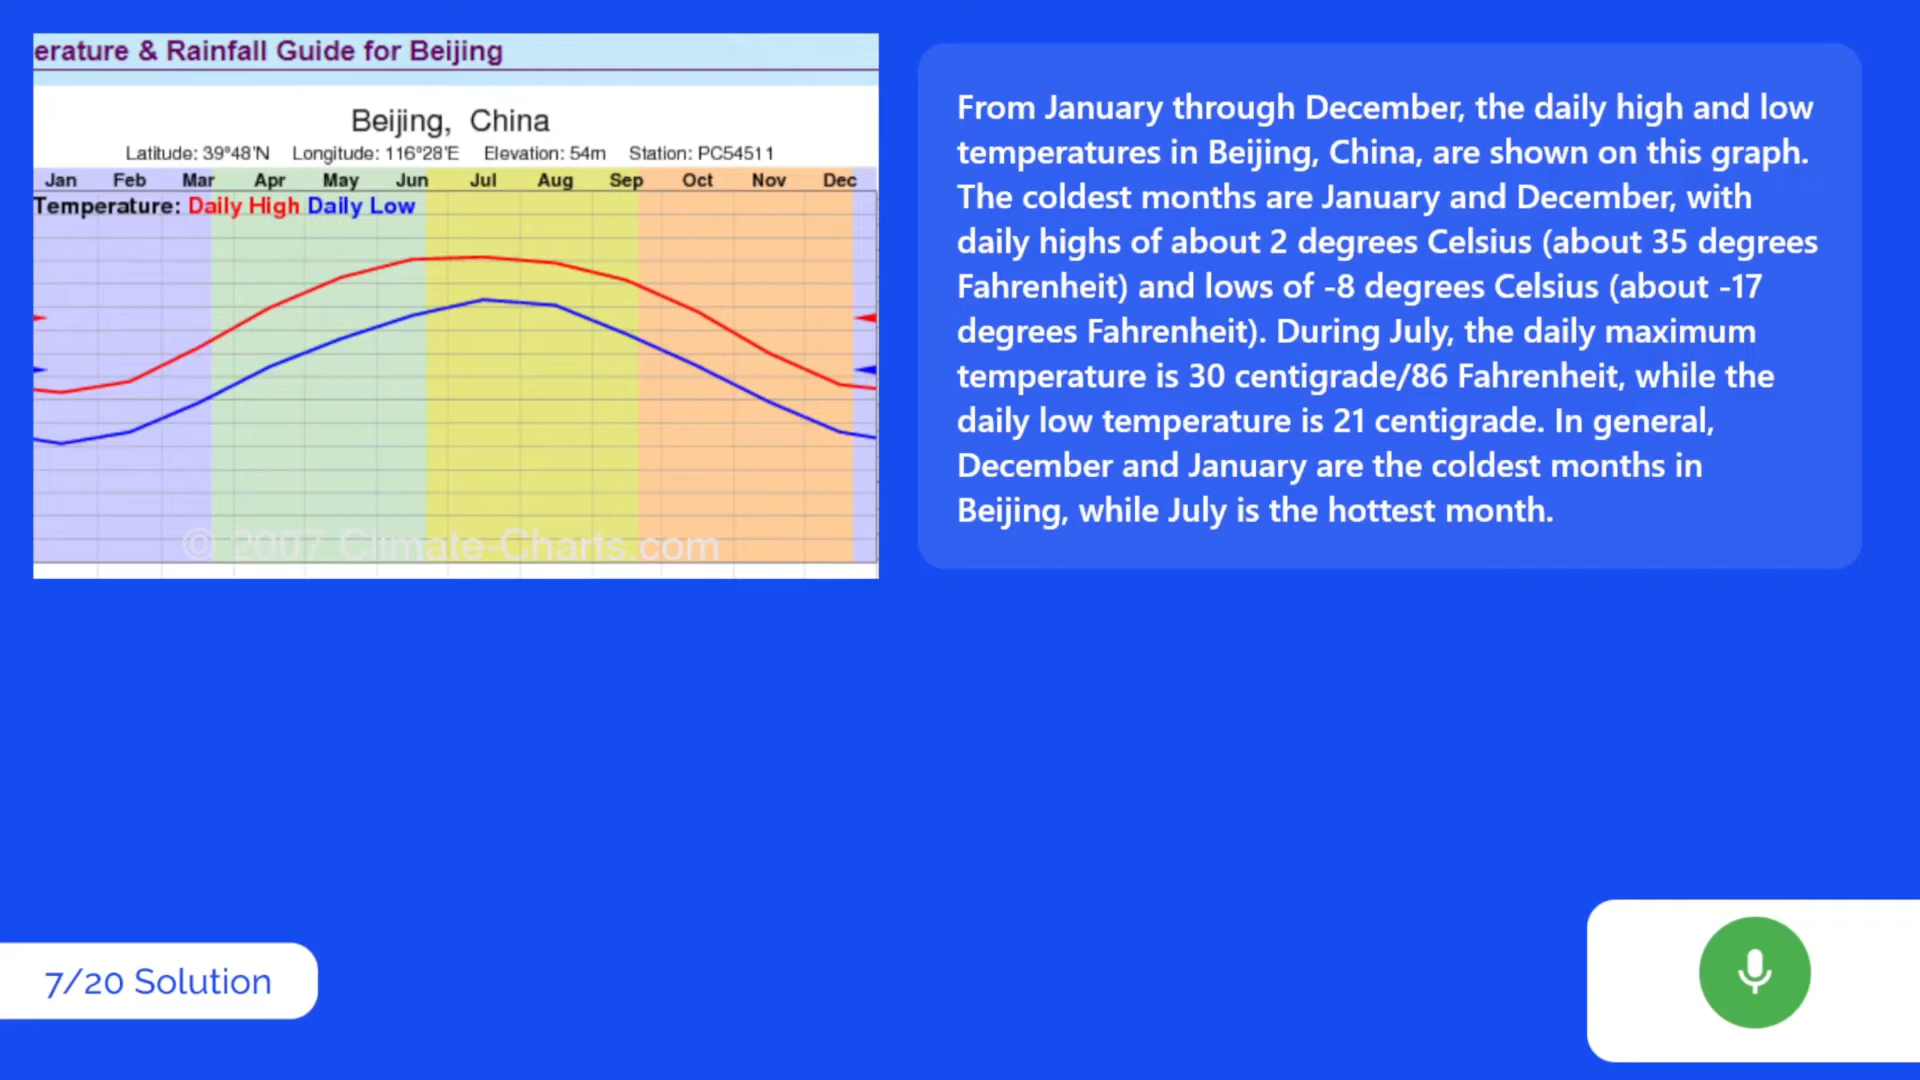 erature & Rainfall Guide for Beijing
Beijing, China
Latitude: 39°48'N Longitude: 116°28'E Elevation: 54m Station: PC54511
Jan Feb Mar Apr May Jun Jul Aug Sep Oct Nov Dec
Temperature: Daily High Daily Low
© 2007 Climate-Charts.com
From January through December, the daily high and low
temperatures in Beijing, China, are shown on this graph.
The coldest months are January and December, with
daily highs of about 2 degrees Celsius (about 35 degrees
Fahrenheit) and lows of -8 degrees Celsius (about -17
degrees Fahrenheit). During July, the daily maximum
temperature is 30 centigrade/86 Fahrenheit, while the
daily low temperature is 21 centigrade. In general,
December and January are the coldest months in
Beijing, while July is the hottest month.
7/20 Solution